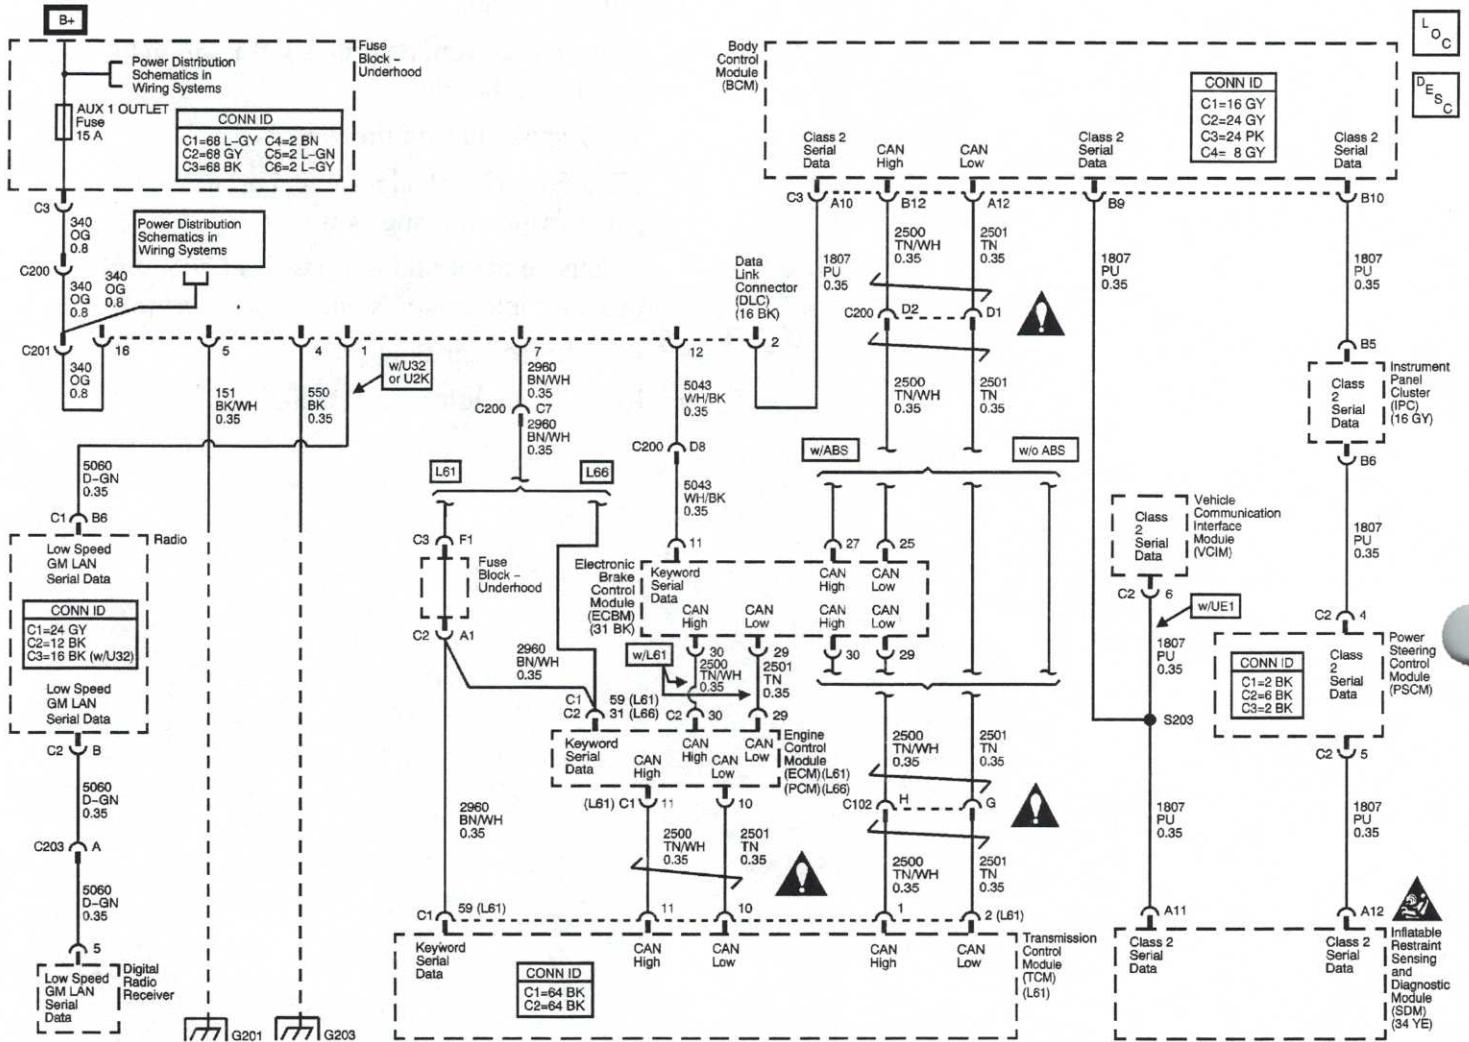 B+
Fuse
Block –
Underhood
Power Distribution
Schematics in
Wiring Systems
AUX 1 OUTLET
Fuse
15 A
CONN ID
C1=68 L–GY C4=2 BN
C2=68 GY C5=2 L–GN
C3=68 BK C6=2 L–GY
C3
340
OG
0.8
C200
340
OG
0.8
340
OG
0.8
Power Distribution
Schematics in
Wiring Systems
C201
16
5
4
1
7
12
2
340
OG
0.8
Data
Link
Connector
(DLC)
(16 BK)
151
BK/WH
0.35
550
BK
0.35
w/U32
or U2K
2960
BN/WH
0.35
C200
C7
2960
BN/WH
0.35
5043
WH/BK
0.35
C200
D8
5043
WH/BK
0.35
Body
Control
Module
(BCM)
CONN ID
C1=16 GY
C2=24 GY
C3=24 PK
C4= 8 GY
L
O
C
D
E
S
C
Class 2
Serial
Data
CAN
High
CAN
Low
Class 2
Serial
Data
Class 2
Serial
Data
C3
A10
B12
A12
B9
B10
1807
PU
0.35
2500
TN/WH
0.35
2501
TN
0.35
1807
PU
0.35
1807
PU
0.35
C200
D2
D1
2500
TN/WH
0.35
2501
TN
0.35
w/ABS
w/o ABS
B5
Class
2
Serial
Data
Instrument
Panel
Cluster
(IPC)
(16 GY)
B6
1807
PU
0.35
5060
D–GN
0.35
C1
B6
Radio
Low Speed
GM LAN
Serial Data
CONN ID
C1=24 GY
C2=12 BK
C3=16 BK (w/U32)
Low Speed
GM LAN
Serial Data
C2
B
5060
D–GN
0.35
C203
A
5060
D–GN
0.35
5
Low Speed
GM LAN
Serial
Data
Digital
Radio
Receiver
G201
G203
L61
L66
C3
F1
Fuse
Block –
Underhood
C2
A1
2960
BN/WH
0.35
2960
BN/WH
0.35
Electronic
Brake
Control
Module
(ECBM)
(31 BK)
11
27
25
Keyword
Serial
Data
CAN
High
CAN
Low
CAN
High
CAN
Low
CAN
High
CAN
Low
w/L61
30
29
30
29
2500
TN/WH
0.35
2501
TN
0.35
C1
59 (L61)
C2
31 (L66)
C2
30
29
Keyword
Serial
Data
CAN
High
CAN
Low
CAN
High
CAN
Low
Engine
Control
Module
(ECM)(L61)
(PCM)(L66)
(L61) C1
11
10
2500
TN/WH
0.35
2501
TN
0.35
2500
TN/WH
0.35
2501
TN
0.35
C102
H
G
2500
TN/WH
0.35
2501
TN
0.35
C1
59 (L61)
11
10
1
2 (L61)
Keyword
Serial
Data
CAN
High
CAN
Low
CAN
High
CAN
Low
CONN ID
C1=64 BK
C2=64 BK
Transmission
Control
Module
(TCM)
(L61)
Class
2
Serial
Data
Vehicle
Communication
Interface
Module
(VCIM)
C2
6
w/UE1
1807
PU
0.35
S203
1807
PU
0.35
C2
4
CONN ID
C1=2 BK
C2=6 BK
C3=2 BK
Class
2
Serial
Data
Power
Steering
Control
Module
(PSCM)
C2
5
1807
PU
0.35
A11
A12
Class 2
Serial
Data
Class 2
Serial
Data
Inflatable
Restraint
Sensing
and
Diagnostic
Module
(SDM)
(34 YE)